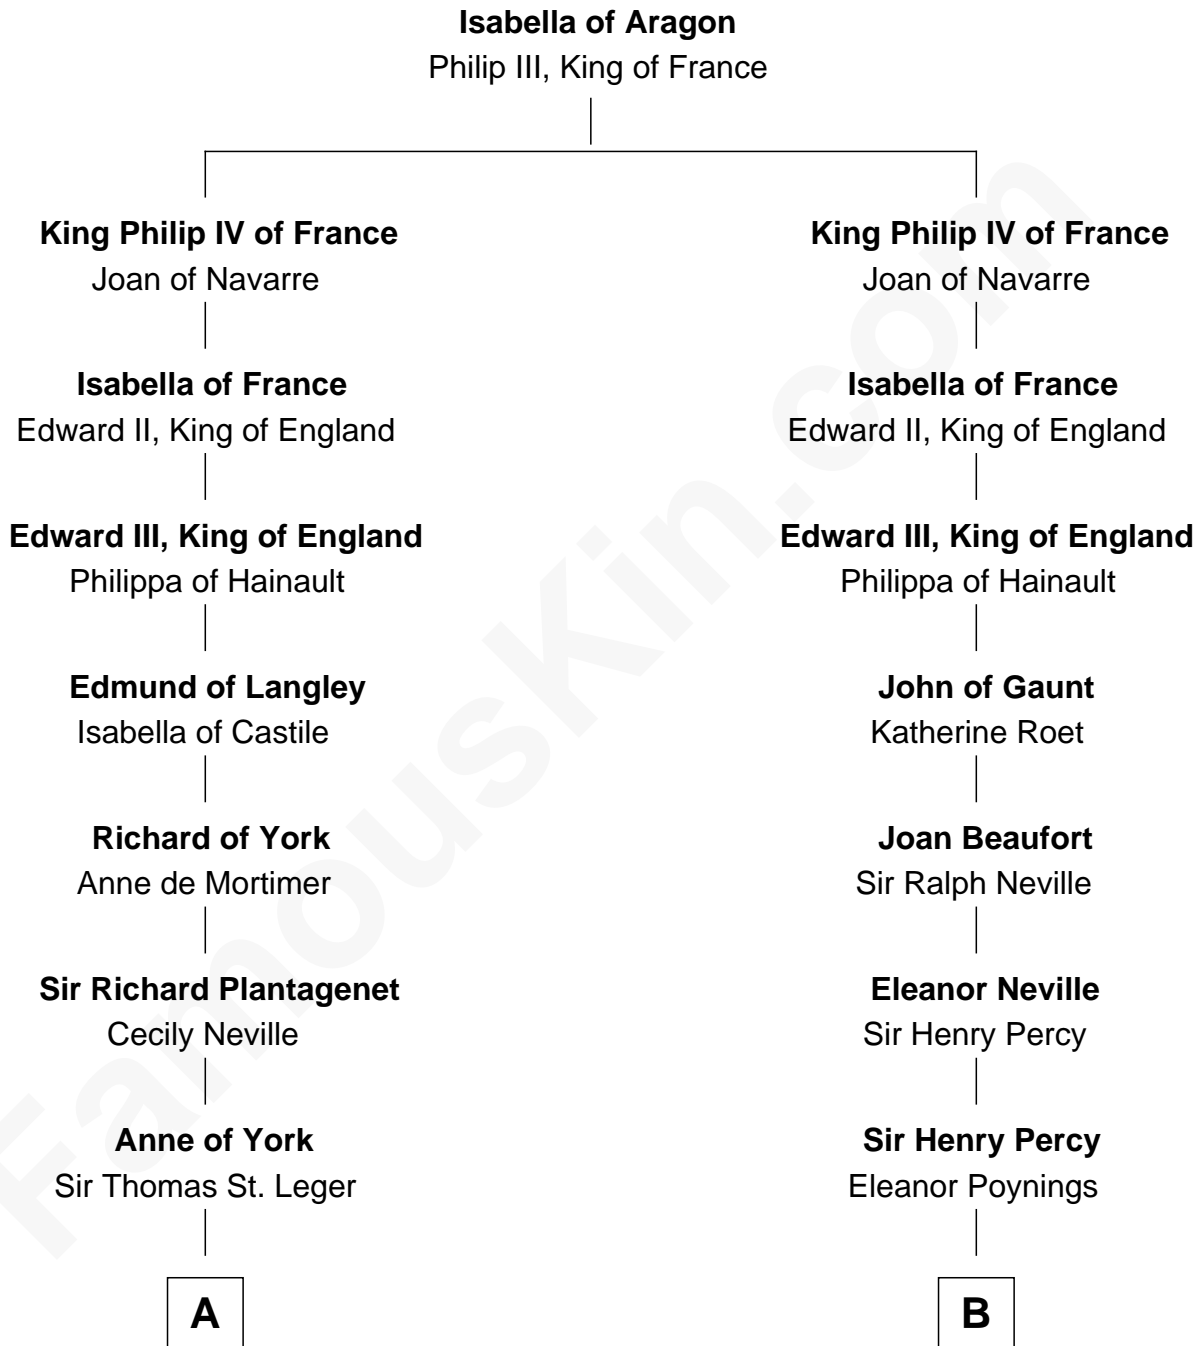 Isabella of Aragon
Philip III, King of France
King Philip IV of France
Joan of Navarre
Isabella of France
Edward II, King of England
Edward III, King of England
Philippa of Hainault
Edmund of Langley
Isabella of Castile
Richard of York
Anne de Mortimer
Sir Richard Plantagenet
Cecily Neville
Anne of York
Sir Thomas St. Leger
A
King Philip IV of France
Joan of Navarre
Isabella of France
Edward II, King of England
Edward III, King of England
Philippa of Hainault
John of Gaunt
Katherine Roet
Joan Beaufort
Sir Ralph Neville
Eleanor Neville
Sir Henry Percy
Sir Henry Percy
Eleanor Poynings
B
FamousKin.com